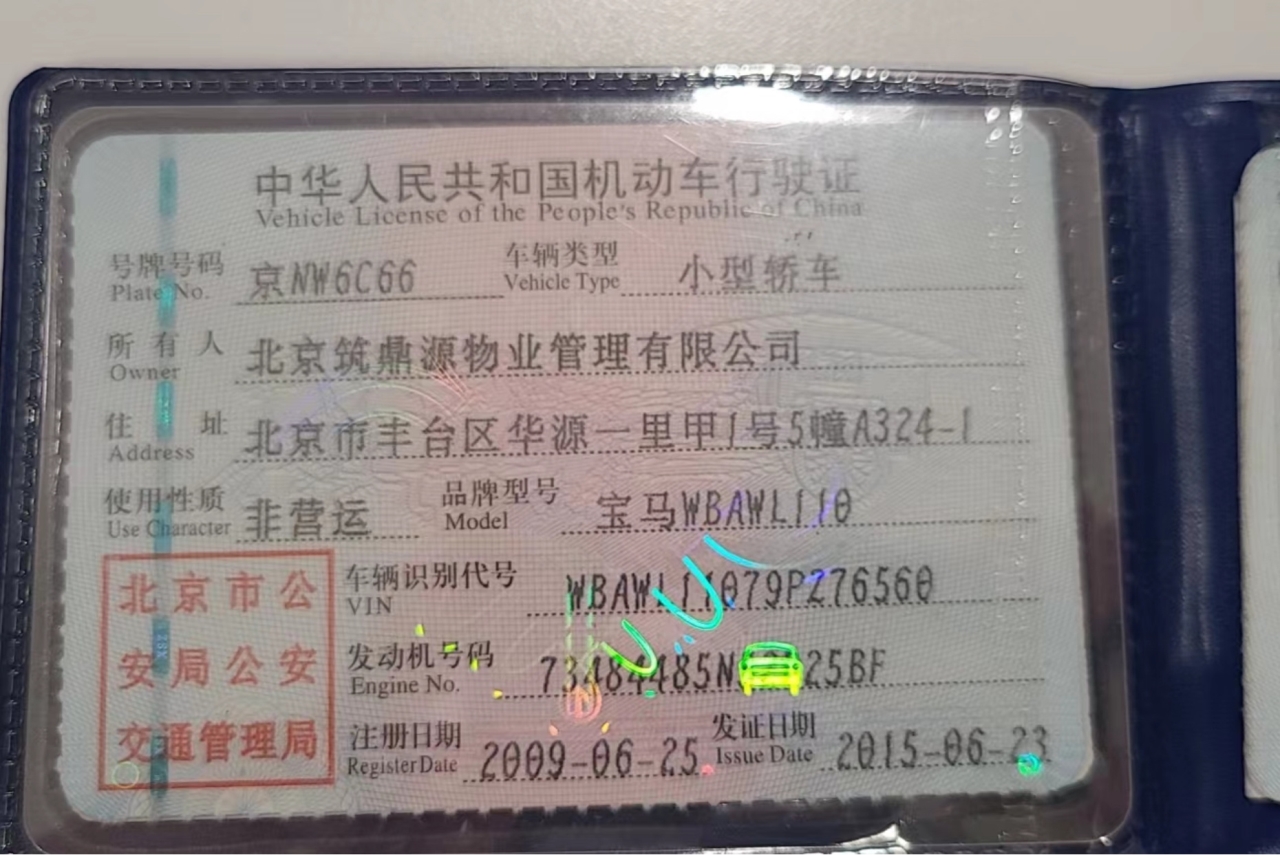 中华人民共和国机动车行驶证
Vehicle License of the People's Republic of China
号牌号码 京NW6C66 车辆类型 小型轿车
Plate No. Vehicle Type
所有人 北京筑鼎源物业管理有限公司
Owner
住址 北京市丰台区华源一里甲1号5幢A324-1
Address
使用性质 非营运 品牌型号 宝马WBAWL110
Use Character Model
北京市公
安局公安
交通管理局
车辆识别代号 WBAWL11079P276560
VIN
发动机号码
Engine No.
注册日期 2009-06-25 发证日期 2015-06-23
Register Date Issue Date